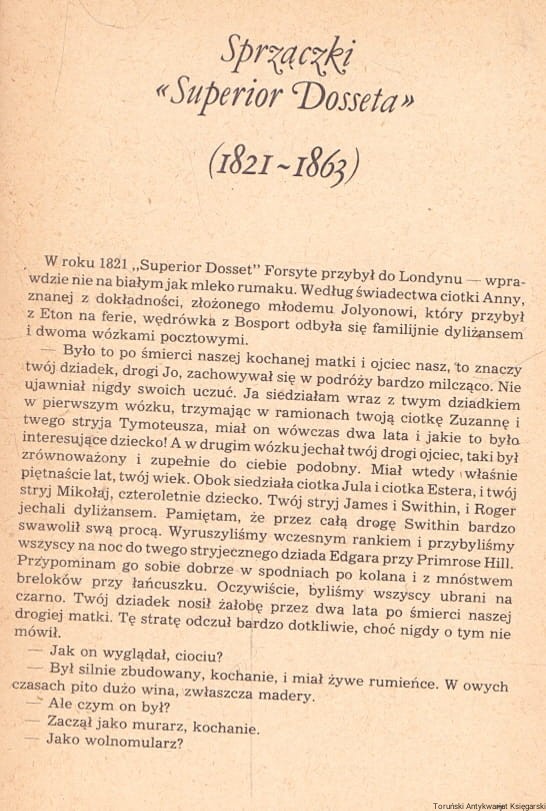 Sprzączki
«Superior Dosseta»
(1821~1863)
W roku 1821 „Superior Dosset" Forsyte przybył do Londynu — wpra-
wdzie nie na białym jak mleko rumaku. Według świadectwa ciotki Anny,
znanej z dokładności, złożonego młodemu Jolyonowi, który przybył
z Eton na ferie, wędrówka z Bosport odbyła się familijnie dyliżansem
i dwoma wózkami pocztowymi.
— Było to po śmierci naszej kochanej matki i ojciec nasz, to znaczy
twój dziadek, drogi Jo, zachowywał się w podróży bardzo milcząco. Nie
ujawniał nigdy swoich uczuć. Ja siedziałam wraz z twym dziadkiem
w pierwszym wózku, trzymając w ramionach twoją ciotkę Zuzannę i
twego stryja Tymoteusza, miał on wówczas dwa lata i jakie to było
interesujące dziecko! A w drugim wózku jechał twój drogi ojciec, taki był
zrównoważony i zupełnie do ciebie podobny. Miał wtedy właśnie
piętnaście lat, twój wiek. Obok siedziała ciotka Jula i ciotka Estera, i twój
stryj Mikołaj, czteroletnie dziecko. Twój stryj James i Swithin, i Roger
jechali dyliżansem. Pamiętam, że przez całą drogę Swithin bardzo
swawolił swą procą. Wyruszyliśmy wczesnym rankiem i przybyliśmy
wszyscy na noc do twego stryjecznego dziada Edgara przy Primrose Hill.
Przypominam go sobie dobrze w spodniach po kolana i z mnóstwem
breloków przy łańcuszku. Oczywiście, byliśmy wszyscy ubrani na
czarno. Twój dziadek nosił żałobę przez dwa lata po śmierci naszej
drogiej matki. Tę stratę odczuł bardzo dotkliwie, choć nigdy o tym nie
mówił.
— Jak on wyglądał, ciociu?
— Był silnie zbudowany, kochanie, i miał żywe rumieńce. W owych
czasach pito dużo wina, zwłaszcza madery.
— Ale czym on był?
— Zaczął jako murarz, kochanie.
— Jako wolnomularz?
Toruński Antykwariat Księgarski